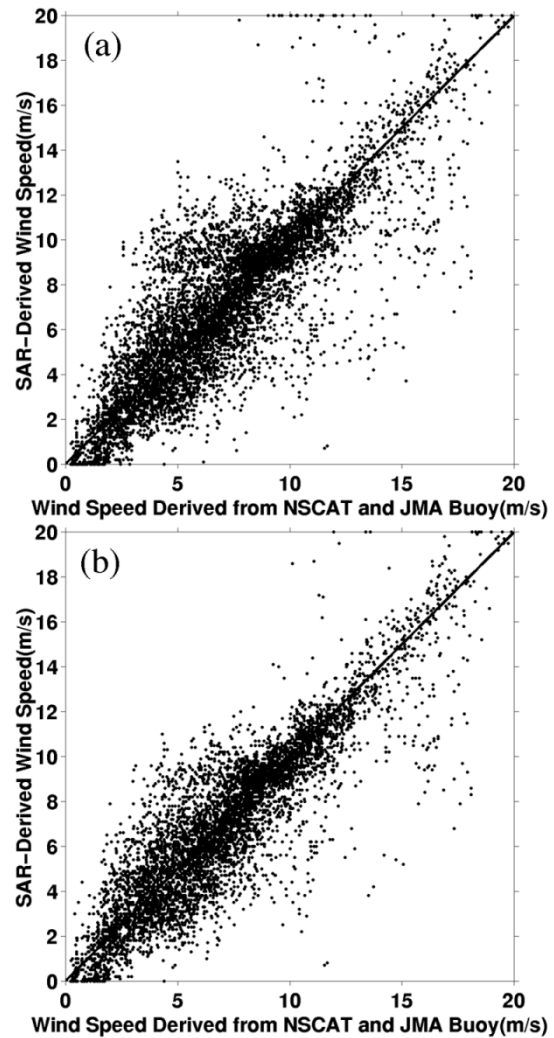 (a)
SAR-Derived Wind Speed(m/s)
20
18
16
14
12
10
8
6
4
2
0
0 5 10 15 20
Wind Speed Derived from NSCAT and JMA Buoy(m/s)
(b)
SAR-Derived Wind Speed(m/s)
20
18
16
14
12
10
8
6
4
2
0
0 5 10 15 20
Wind Speed Derived from NSCAT and JMA Buoy(m/s)